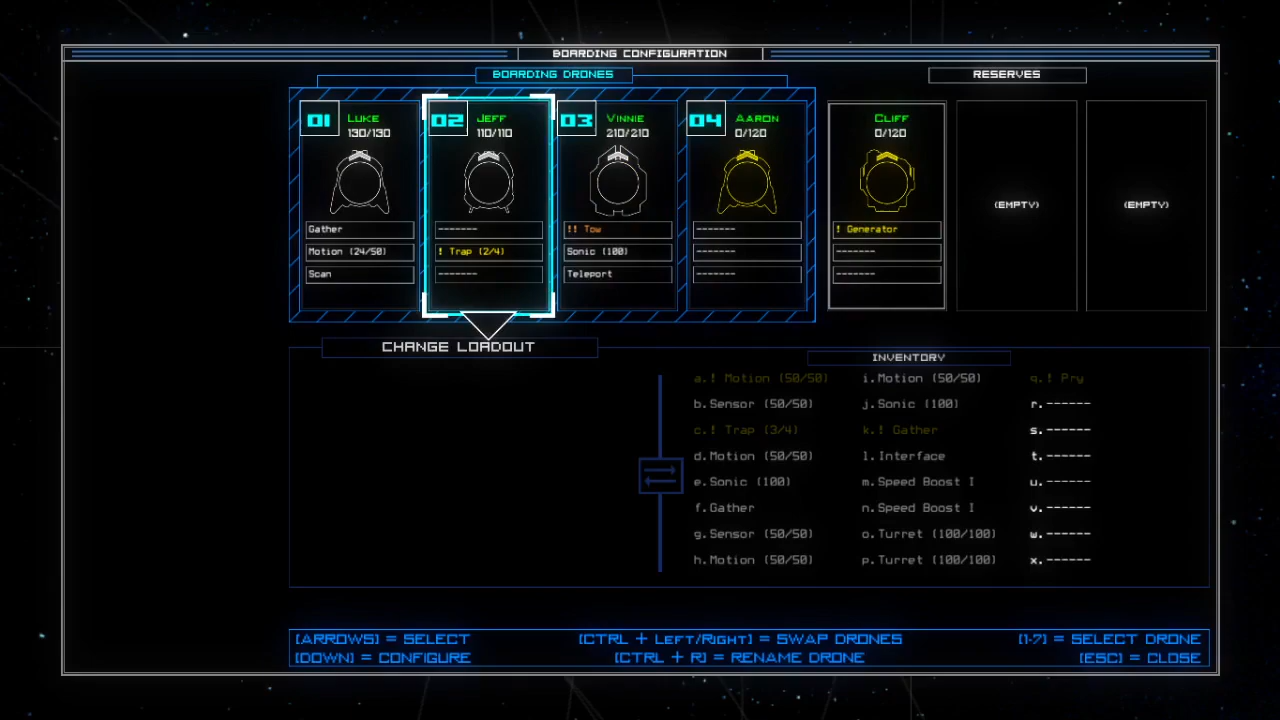 BOARDING CONFIGURATION
BOARDING DRONES
RESERVES
01 LUKE 130/130
02 JEFF 110/110
03 VINNIE 210/210
04 AARON 0/120
CLIFF 0/120
Gather
Motion (24/50)
Scan
-------
! Trap (2/4)
-------
!! Tow
Sonic (100)
Teleport
-------
-------
-------
! Generator
-------
-------
(EMPTY)
(EMPTY)
CHANGE LOADOUT
INVENTORY
a.! Motion (50/50)
b.Sensor (50/50)
c.! Trap (3/4)
d.Motion (50/50)
e.Sonic (100)
f.Gather
g.Sensor (50/50)
h.Motion (50/50)
i.Motion (50/50)
j.Sonic (100)
k.! Gather
l.Interface
m.Speed Boost I
n.Speed Boost I
o.Turret (100/100)
p.Turret (100/100)
q.! Pry
r.------
s.------
t.------
u.------
v.------
w.------
x.------
[ARROWS] = SELECT
[CTRL + LEFT/RIGHT] = SWAP DRONES
[1-7] = SELECT DRONE
[DOWN] = CONFIGURE
[CTRL + R] = RENAME DRONE
[ESC] = CLOSE